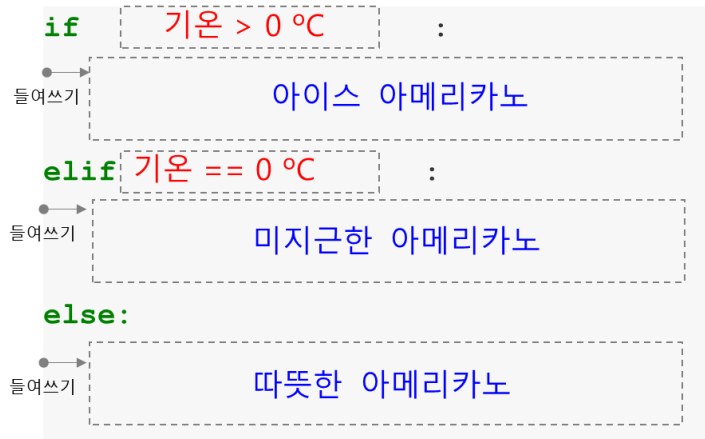 if 기온 > 0 ºC :
들여쓰기 아이스 아메리카노
elif 기온 == 0 ºC :
들여쓰기 미지근한 아메리카노
else:
들여쓰기 따뜻한 아메리카노